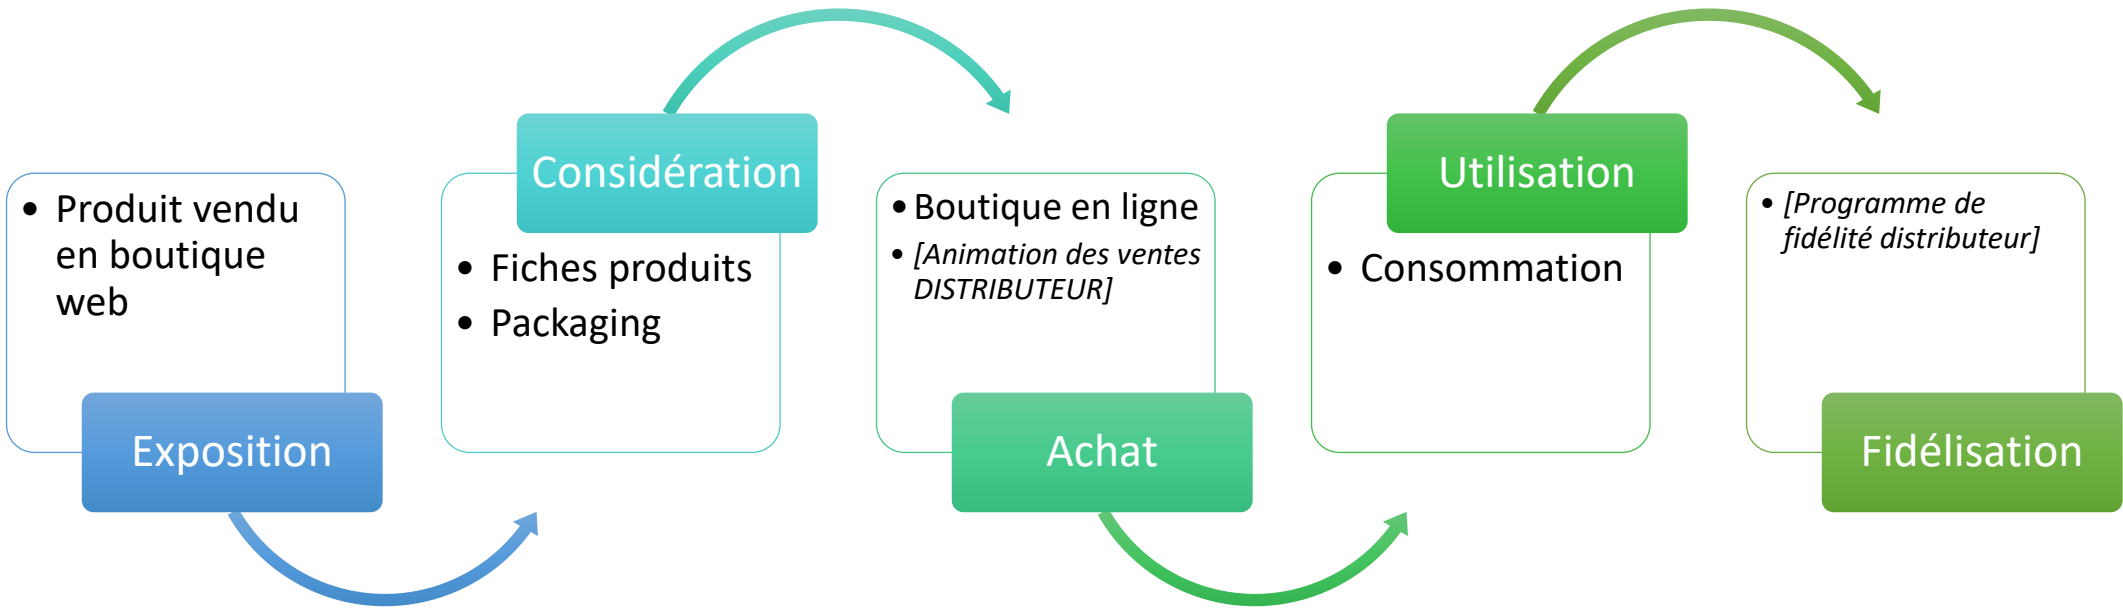 • Produit vendu
en boutique
web
Exposition
Considération
• Fiches produits
• Packaging
• Boutique en ligne
• [Animation des ventes
DISTRIBUTEUR]
Achat
Utilisation
• Consommation
• [Programme de
fidélité distributeur]
Fidélisation